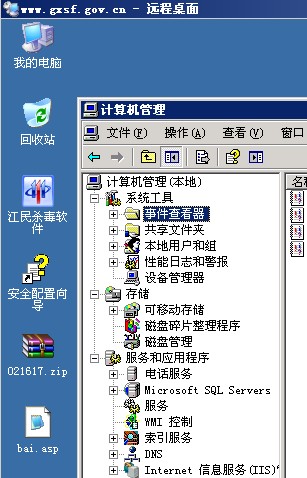 www.gxsf.gov.cn - 远程桌面
我的电脑
回收站
江民杀毒软件
安全配置向导
021617.zip
bai.asp
计算机管理
文件(F) 操作(A) 查看(V) 窗口
计算机管理(本地)
系统工具
事件查看器
共享文件夹
本地用户和组
性能日志和警报
设备管理器
存储
可移动存储
磁盘碎片整理程序
磁盘管理
服务和应用程序
电话服务
Microsoft SQL Servers
服务
WMI 控制
索引服务
DNS
Internet 信息服务(IIS)